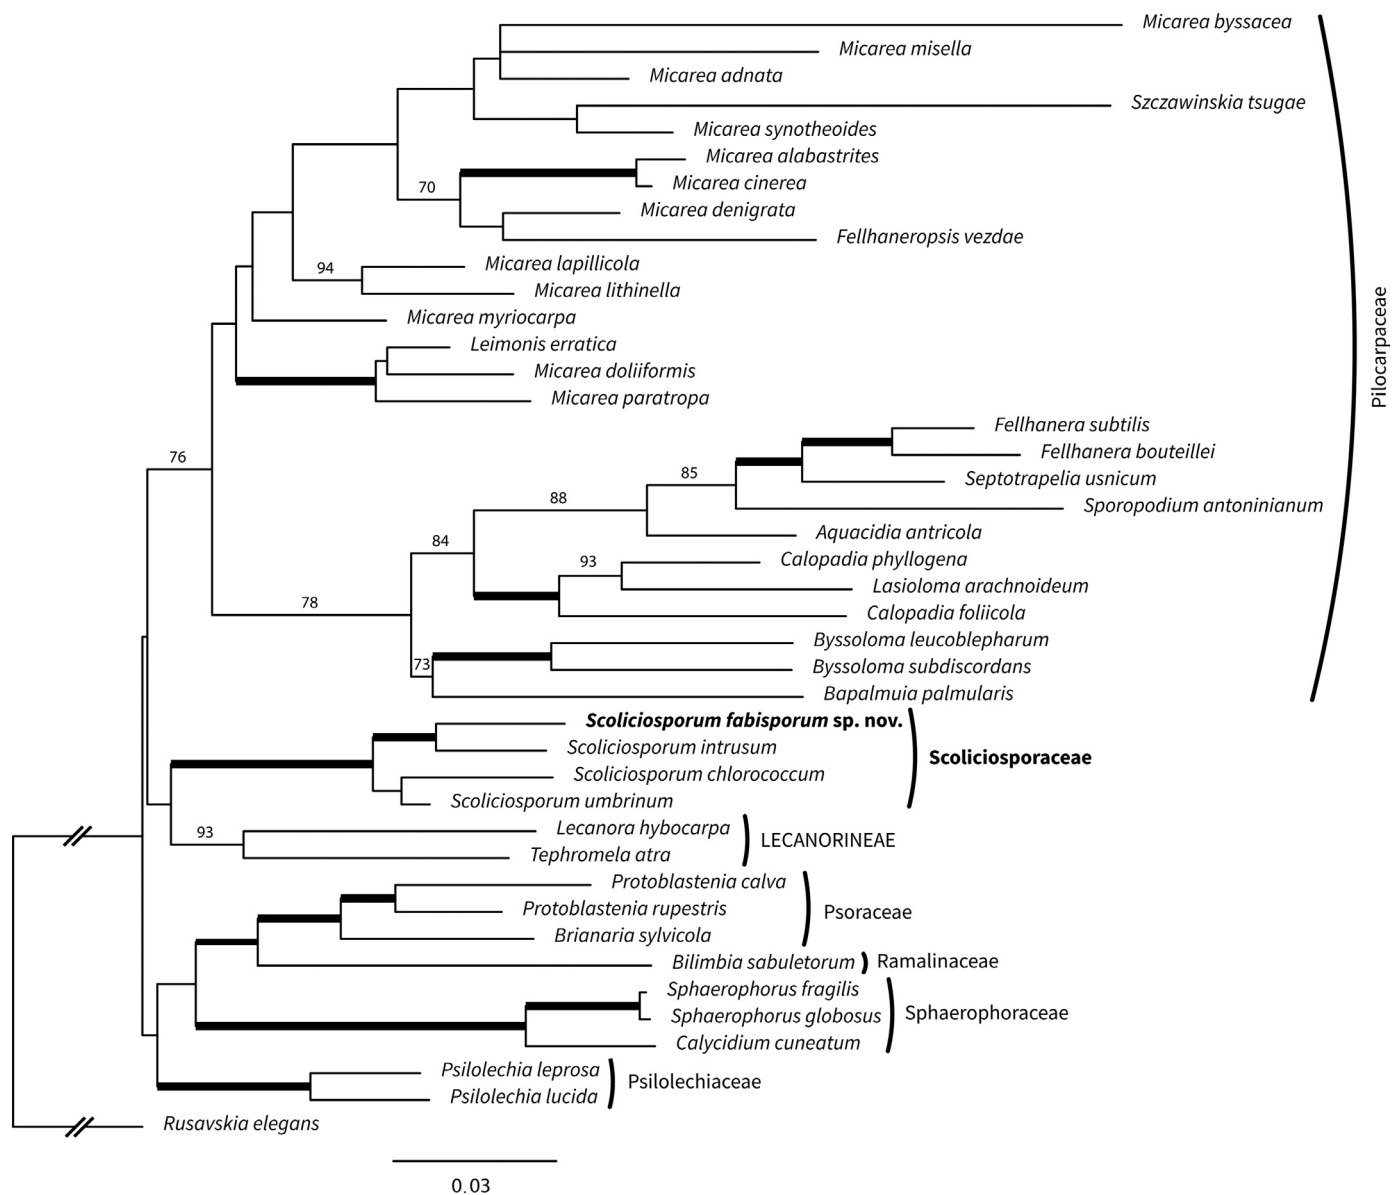 Micarea byssacea
Micarea misella
Micarea adnata
Szczawinskia tsugae
Micarea synotheoides
Micarea alabastrites
70
Micarea cinerea
Micarea denigrata
Fellhaneropsis vezdae
94
Micarea lapillicola
Micarea lithinella
Micarea myriocarpa
Leimonis erratica
Pilocarpaceae
Micarea doliiformis
Micarea paratropa
Fellhanera subtilis
Fellhanera bouteillei
76
85
Septotrapelia usnicum
88
Sporopodium antoninianum
84
Aquacidia antricola
93
Calopadia phyllogena
Lasioloma arachnoideum
78
Calopadia foliicola
Byssoloma leucoblepharum
73
Byssoloma subdiscordans
Bapalmuia palmularis
Scoliciosporum fabisporum sp. nov.
Scoliciosporum intrusum
Scoliciosporaceae
Scoliciosporum chlorococcum
Scoliciosporum umbrinum
93
Lecanora hybocarpa
LECANORINEAE
Tephromela atra
Protoblastenia calva
Protoblastenia rupestris
Psoraceae
Brianaria sylvicola
Bilimbia sabuletorum
Ramalinaceae
Sphaerophorus fragilis
Sphaerophorus globosus
Sphaerophoraceae
Calycidium cuneatum
Psilolechia leprosa
Psilolechiaceae
Psilolechia lucida
Rusavskia elegans
0.03